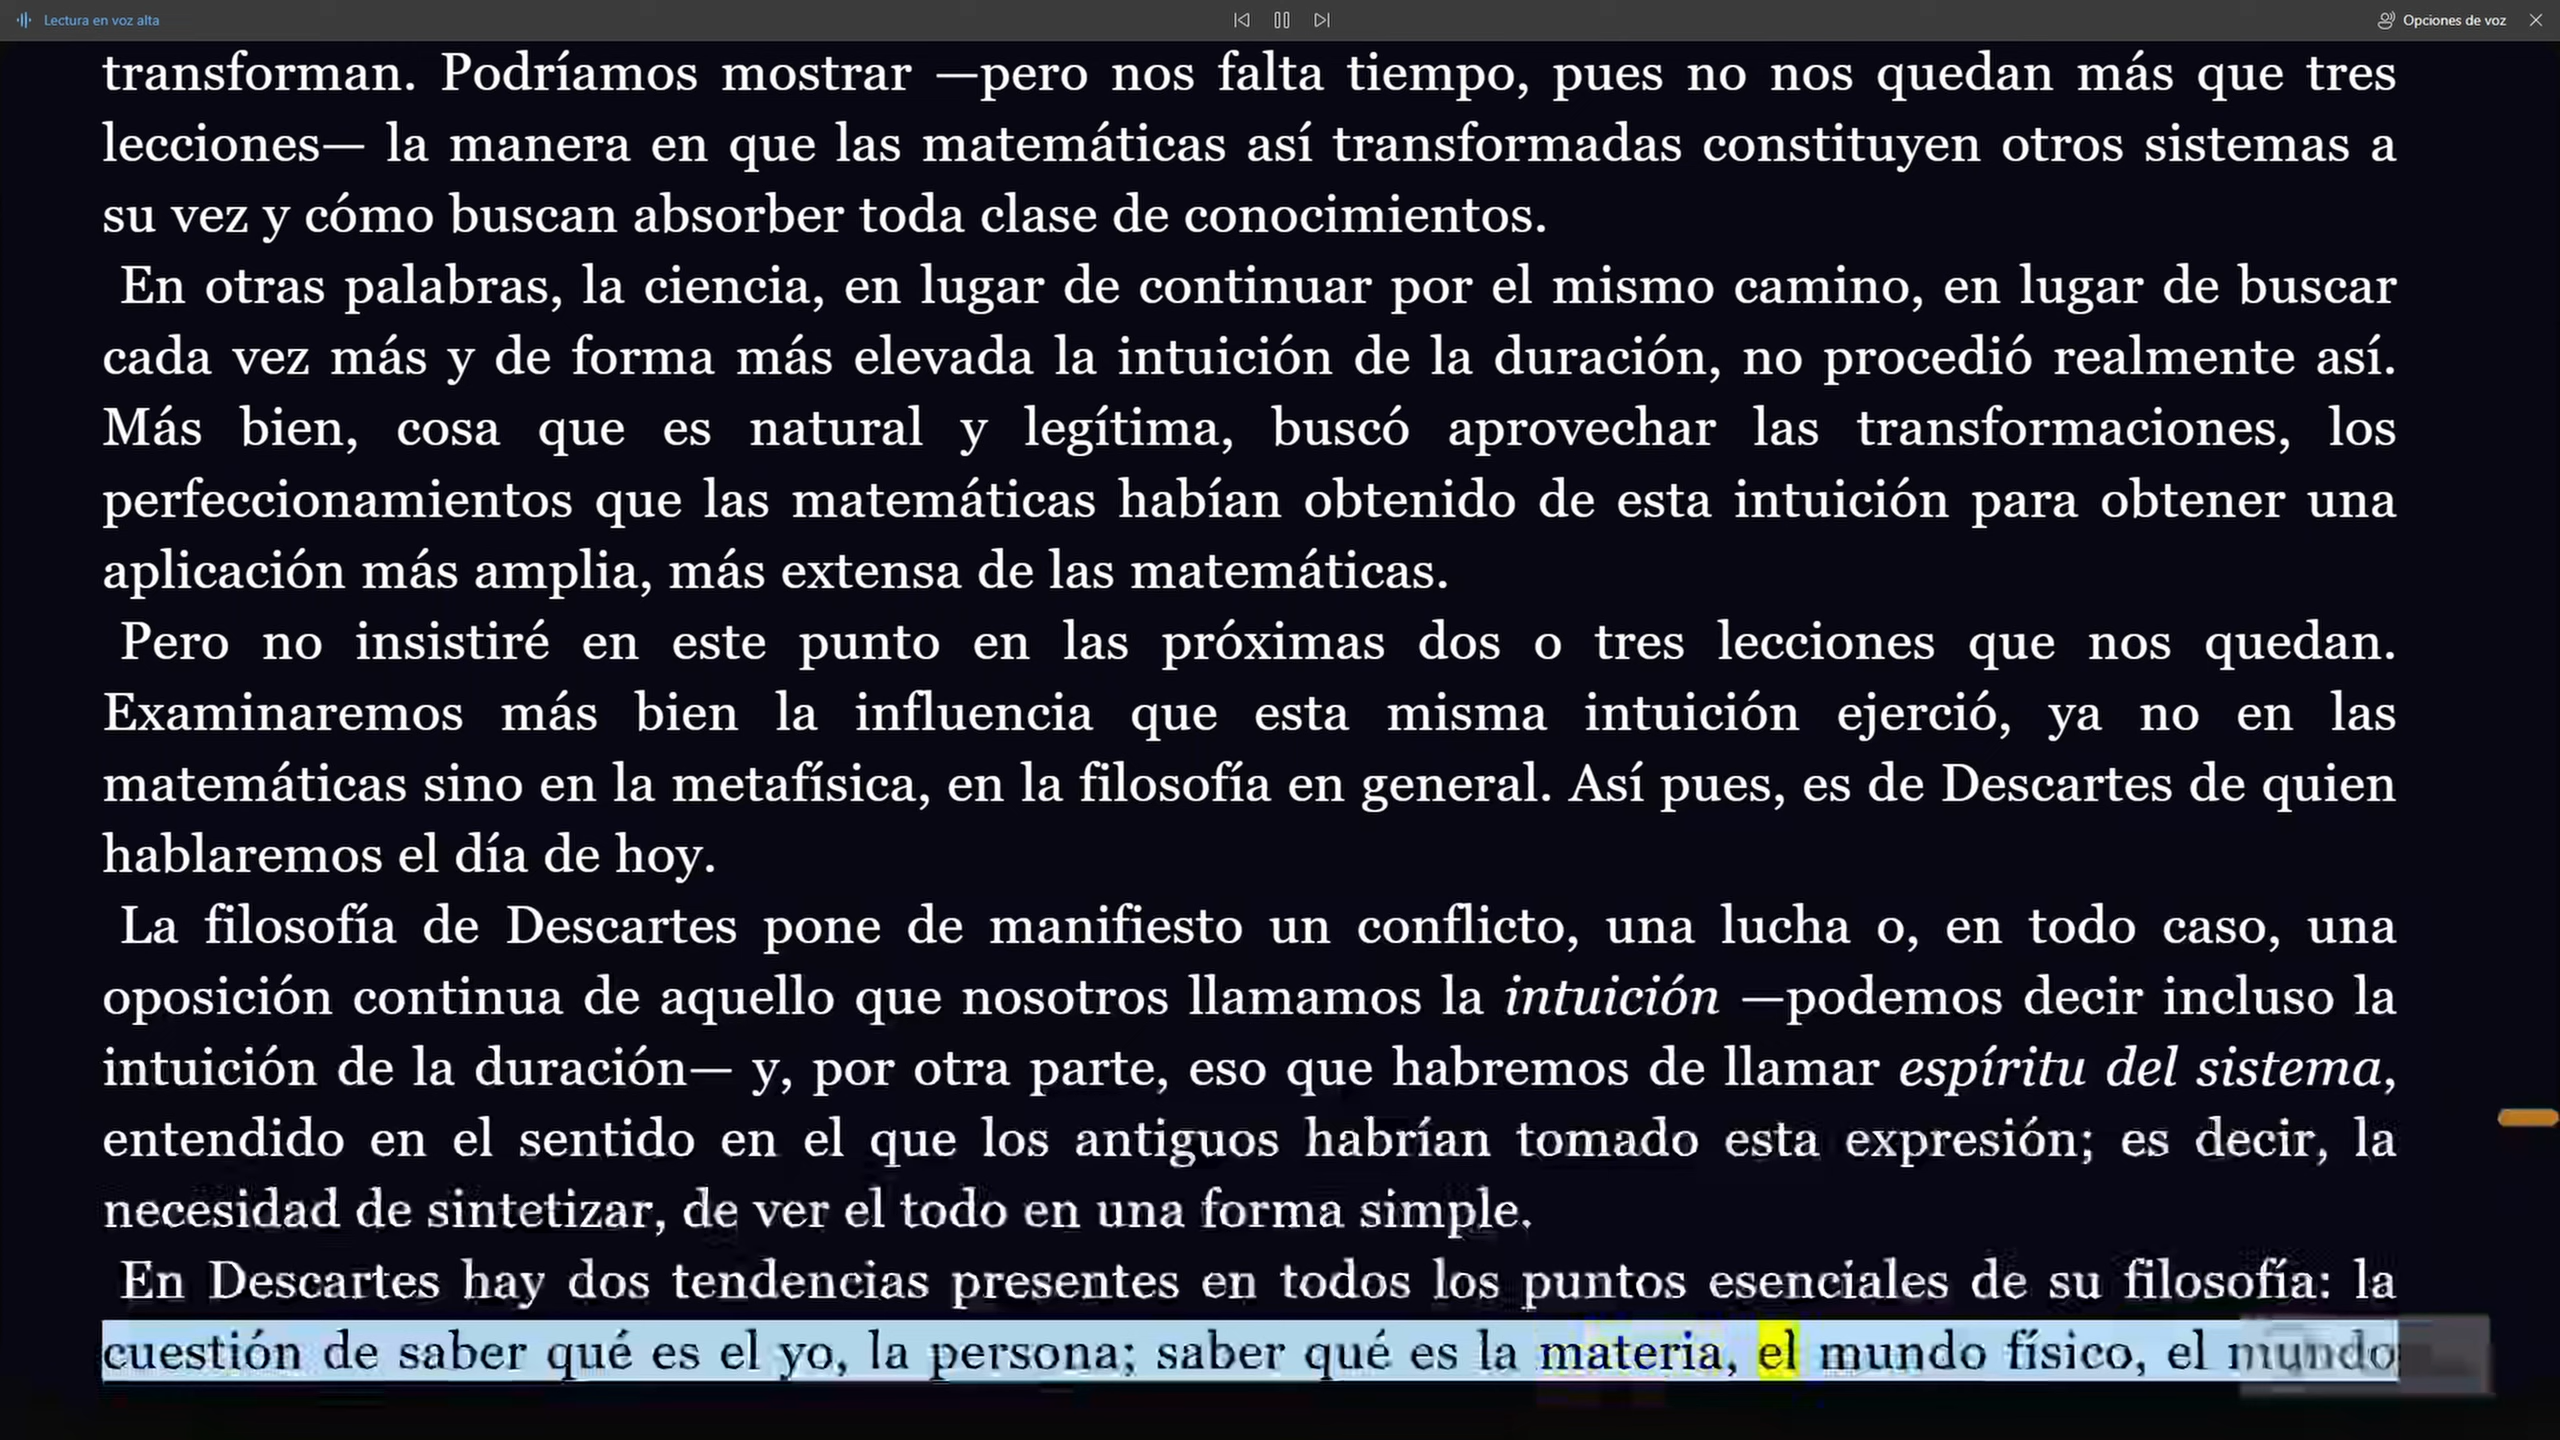 Lectura en voz alta
Opciones de voz
transforman. Podríamos mostrar —pero nos falta tiempo, pues no nos quedan más que tres
lecciones— la manera en que las matemáticas así transformadas constituyen otros sistemas a
su vez y cómo buscan absorber toda clase de conocimientos.
En otras palabras, la ciencia, en lugar de continuar por el mismo camino, en lugar de buscar
cada vez más y de forma más elevada la intuición de la duración, no procedió realmente así.
Más bien, cosa que es natural y legítima, buscó aprovechar las transformaciones, los
perfeccionamientos que las matemáticas habían obtenido de esta intuición para obtener una
aplicación más amplia, más extensa de las matemáticas.
Pero no insistiré en este punto en las próximas dos o tres lecciones que nos quedan.
Examinaremos más bien la influencia que esta misma intuición ejerció, ya no en las
matemáticas sino en la metafísica, en la filosofía en general. Así pues, es de Descartes de quien
hablaremos el día de hoy.
La filosofía de Descartes pone de manifiesto un conflicto, una lucha o, en todo caso, una
oposición continua de aquello que nosotros llamamos la intuición —podemos decir incluso la
intuición de la duración— y, por otra parte, eso que habremos de llamar espíritu del sistema,
entendido en el sentido en el que los antiguos habrían tomado esta expresión; es decir, la
necesidad de sintetizar, de ver el todo en una forma simple.
En Descartes hay dos tendencias presentes en todos los puntos esenciales de su filosofía: la
cuestión de saber qué es el yo, la persona; saber qué es la materia, el mundo físico, el mundo